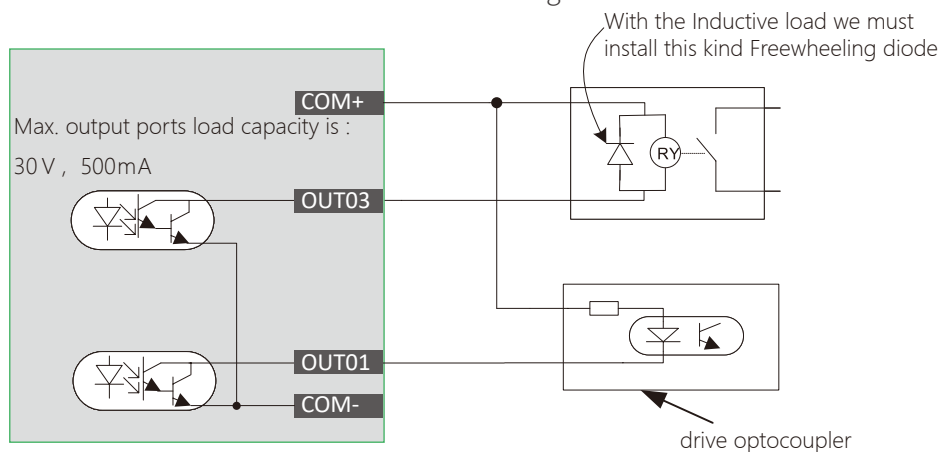 With the Inductive load we must
install this kind Freewheeling diode
COM+
Max. output ports load capacity is :
30V, 500mA
RY
OUT03
OUT01
COM-
drive optocoupler